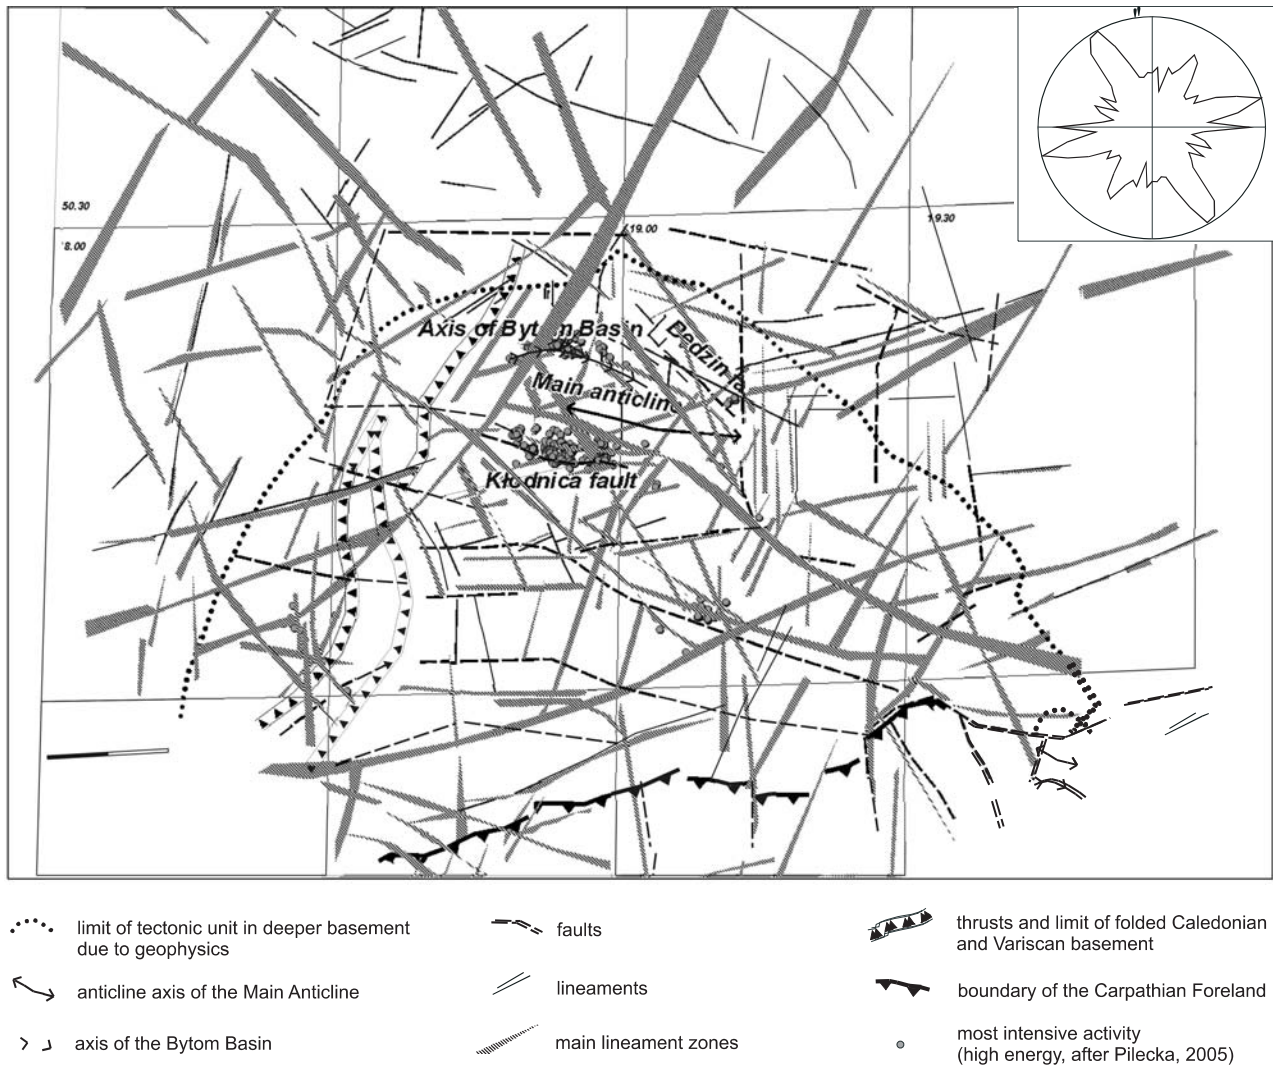 50.30
18.00
19.00
19.30
Axis of Bytom Basin
Będzin fa
Main anticline
Kłodnica fault
limit of tectonic unit in deeper basement
due to geophysics
anticline axis of the Main Anticline
axis of the Bytom Basin
faults
lineaments
main lineament zones
thrusts and limit of folded Caledonian
and Variscan basement
boundary of the Carpathian Foreland
most intensive activity
(high energy, after Pilecka, 2005)